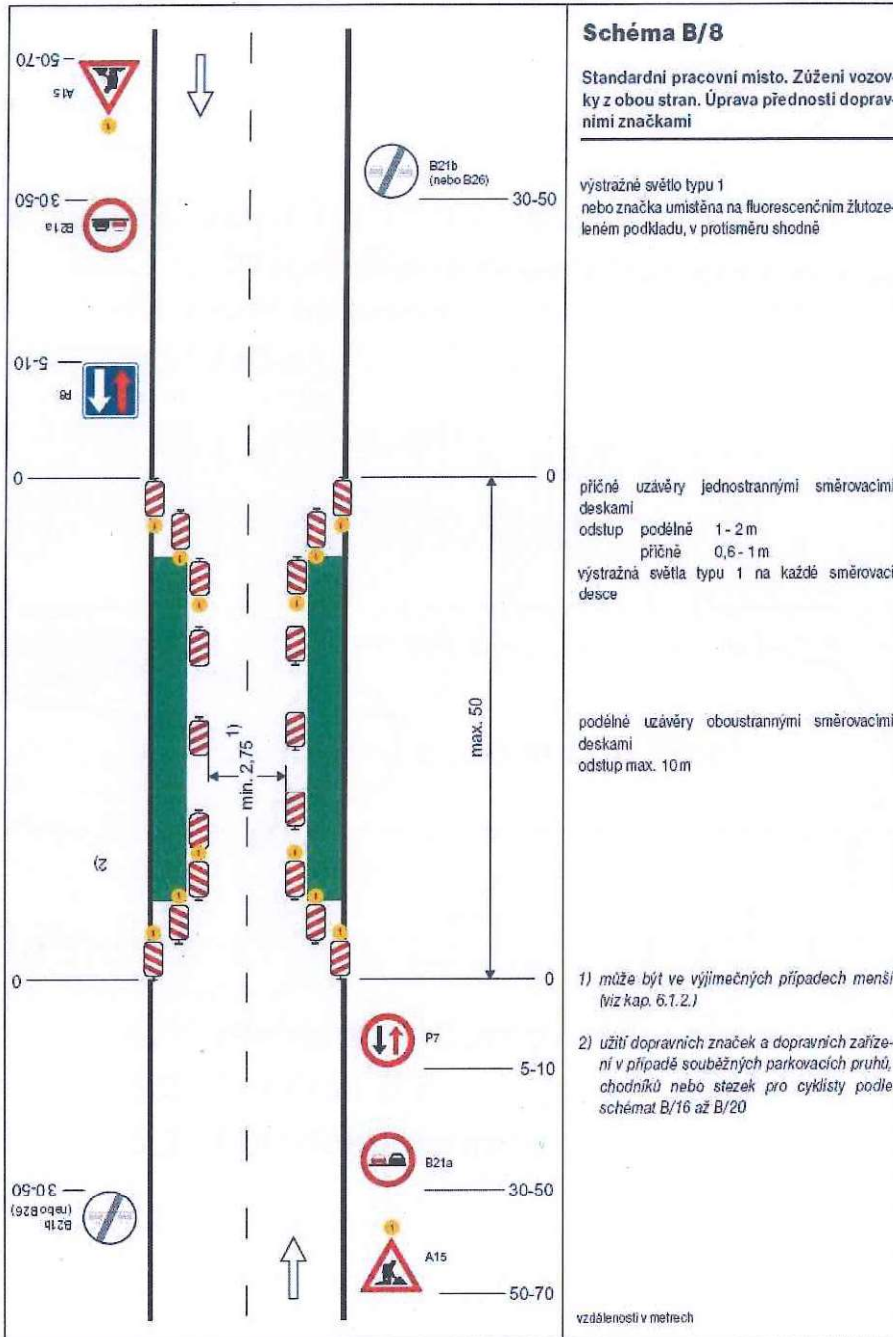 Schéma B/8
Standardní pracovní místo. Zúžení vozov-
ky z obou stran. Úprava přednosti doprav-
ními značkami
výstražné světlo typu 1
nebo značka umístěna na fluorescenčním žlutoze-
leném podkladu, v protisměru shodně
příčné uzávěry jednostrannými směrovacími
deskami
odstup podélně 1 - 2 m
příčně 0,6 - 1 m
výstražná světla typu 1 na každé směrovací
desce
podélné uzávěry oboustrannými směrovacími
deskami
odstup max. 10 m
1) může být ve výjimečných případech menší
(viz kap. 6.1.2.)
2) užití dopravních značek a dopravních zaříze-
ní v případě souběžných parkovacích pruhů,
chodníků nebo stezek pro cyklisty podle
schémat B/16 až B/20
vzdálenosti v metrech
50-70
A15
1
30-50
B21a
5-10
P8
0
B21b
(nebo B26)
30-50
0
max. 50
min. 2,75 1)
2)
0
0
P7
5-10
B21a
30-50
1
A15
50-70
30-50
B21b
(nebo B26)